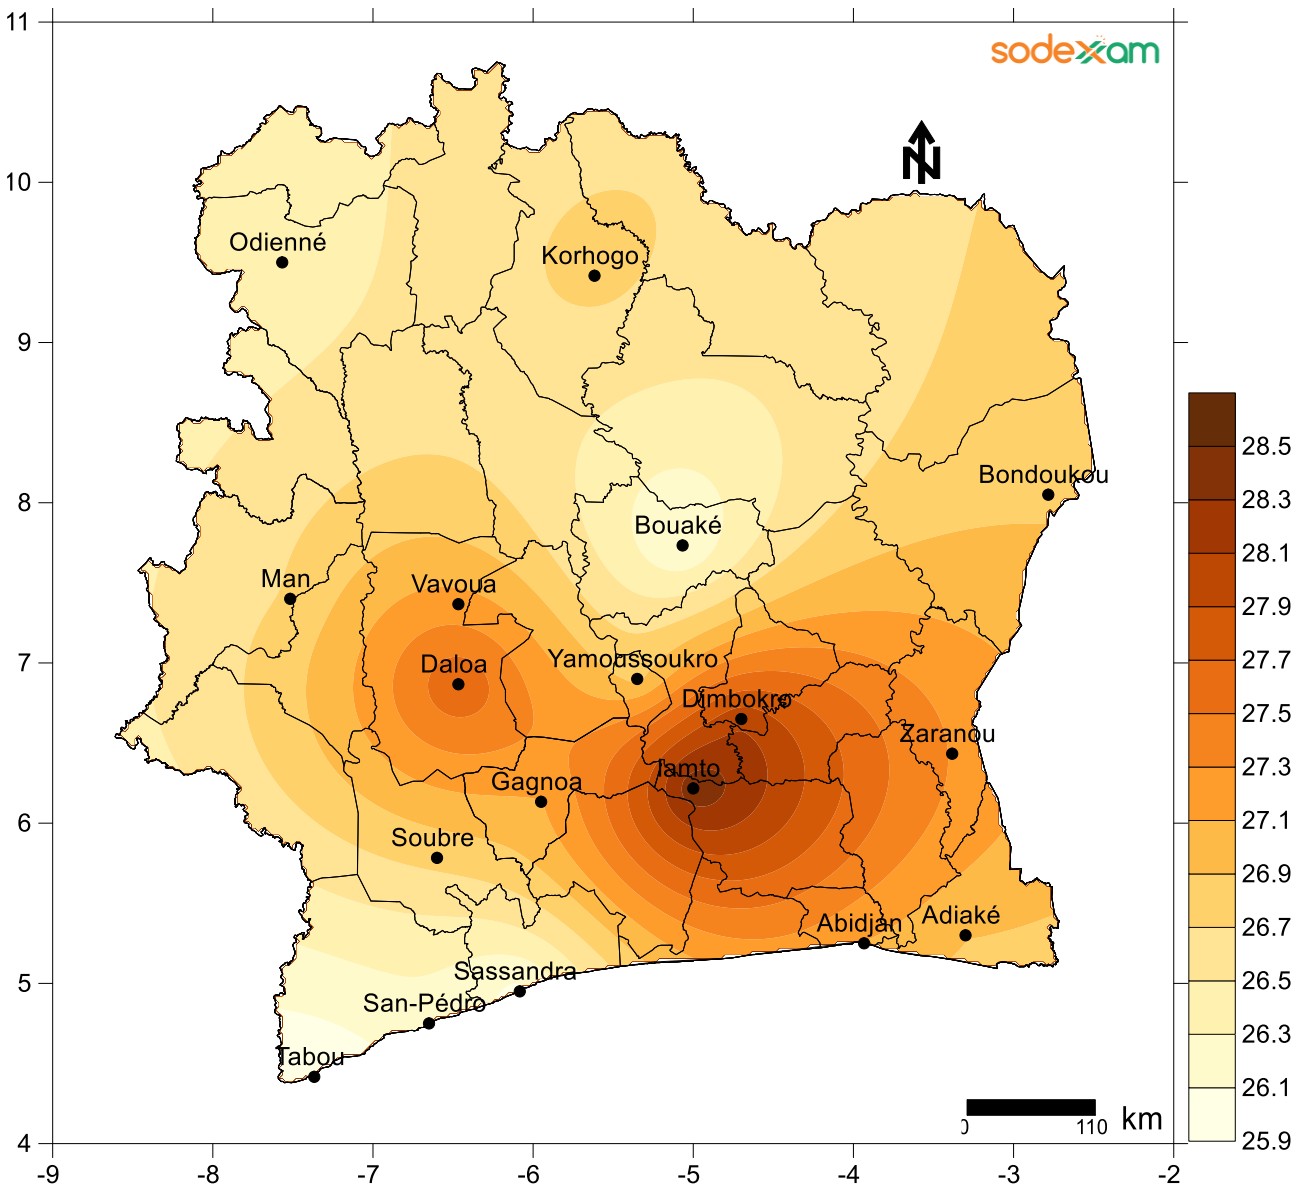 11
sodexam
N
10
Odienné
Korhogo
9
28.5
Bondoukou
8
28.3
Bouaké
28.1
Man
Vavoua
27.9
7
Yamoussoukro
27.7
Daloa
Dimbokro
27.5
Zaranou
lamto
27.3
Gagnoa
6
27.1
Soubre
26.9
Abidjan
Adiaké
26.7
5
Sassandra
26.5
San-Pédro
26.3
Tabou
26.1
0 110 km
4
25.9
-9 -8 -7 -6 -5 -4 -3 -2